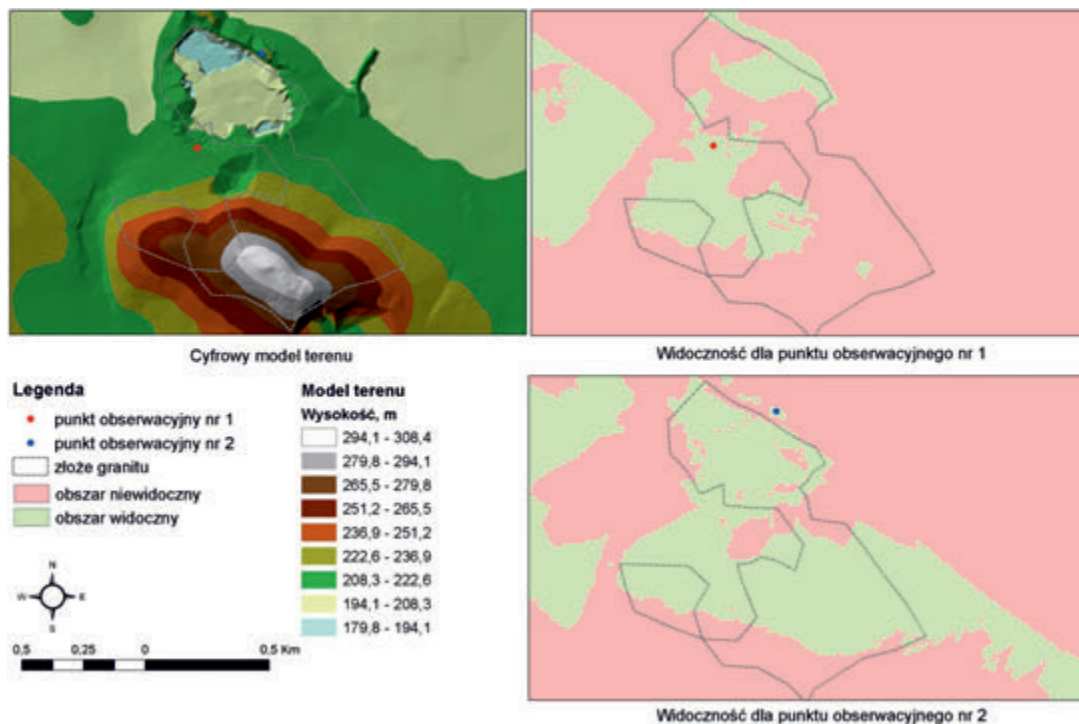 Cyfrowy model terenu
Widoczność dla punktu obserwacyjnego nr 1
Legenda
punkt obserwacyjny nr 1
punkt obserwacyjny nr 2
złoże granitu
obszar niewidoczny
obszar widoczny
N
W E
S
0,5 0,25 0 0,5 Km
Model terenu
Wysokość, m
294,1 - 308,4
279,8 - 294,1
265,5 - 279,8
251,2 - 265,5
236,9 - 251,2
222,6 - 236,9
208,3 - 222,6
194,1 - 208,3
179,8 - 194,1
Widoczność dla punktu obserwacyjnego nr 2